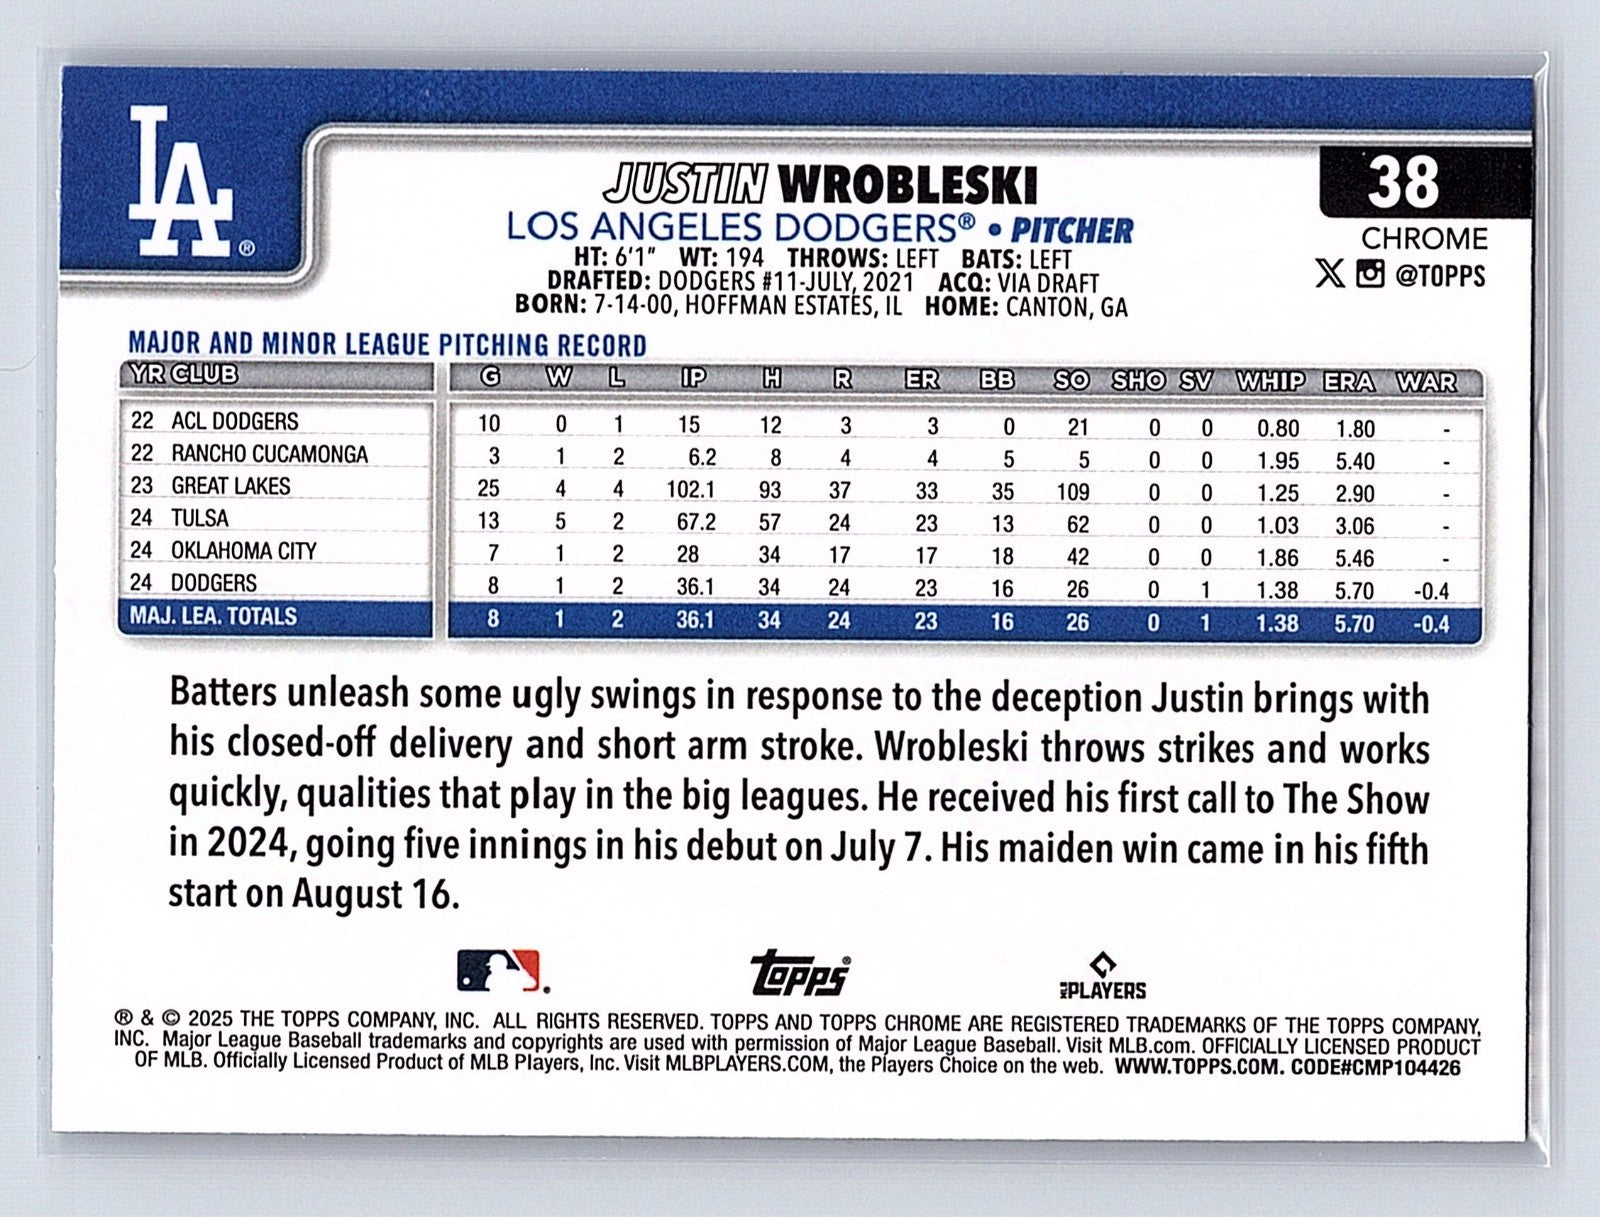 LA®
JUSTIN WROBLESKI
LOS ANGELES DODGERS® • PITCHER
HT: 6'1" WT: 194 THROWS: LEFT BATS: LEFT
DRAFTED: DODGERS #11-JULY, 2021 ACQ: VIA DRAFT
BORN: 7-14-00, HOFFMAN ESTATES, IL HOME: CANTON, GA
38
CHROME
X @TOPPS
MAJOR AND MINOR LEAGUE PITCHING RECORD
YR CLUB G W L IP H R ER BB SO SHO SV WHIP ERA WAR
22 ACL DODGERS 10 0 1 15 12 3 3 0 21 0 0 0.80 1.80 -
22 RANCHO CUCAMONGA 3 1 2 6.2 8 4 4 5 5 0 0 1.95 5.40 -
23 GREAT LAKES 25 4 4 102.1 93 37 33 35 109 0 0 1.25 2.90 -
24 TULSA 13 5 2 67.2 57 24 23 13 62 0 0 1.03 3.06 -
24 OKLAHOMA CITY 7 1 2 28 34 17 17 18 42 0 0 1.86 5.46 -
24 DODGERS 8 1 2 36.1 34 24 23 16 26 0 1 1.38 5.70 -0.4
MAJ. LEA. TOTALS 8 1 2 36.1 34 24 23 16 26 0 1 1.38 5.70 -0.4
Batters unleash some ugly swings in response to the deception Justin brings with
his closed-off delivery and short arm stroke. Wrobleski throws strikes and works
quickly, qualities that play in the big leagues. He received his first call to The Show
in 2024, going five innings in his debut on July 7. His maiden win came in his fifth
start on August 16.
Topps®
MLB PLAYERS
® & © 2025 THE TOPPS COMPANY, INC. ALL RIGHTS RESERVED. TOPPS AND TOPPS CHROME ARE REGISTERED TRADEMARKS OF THE TOPPS COMPANY,
INC. Major League Baseball trademarks and copyrights are used with permission of Major League Baseball. Visit MLB.com. OFFICIALLY LICENSED PRODUCT
OF MLB. Officially Licensed Product of MLB Players, Inc. Visit MLBPLAYERS.COM, the Players Choice on the web. WWW.TOPPS.COM. CODE#CMP104426